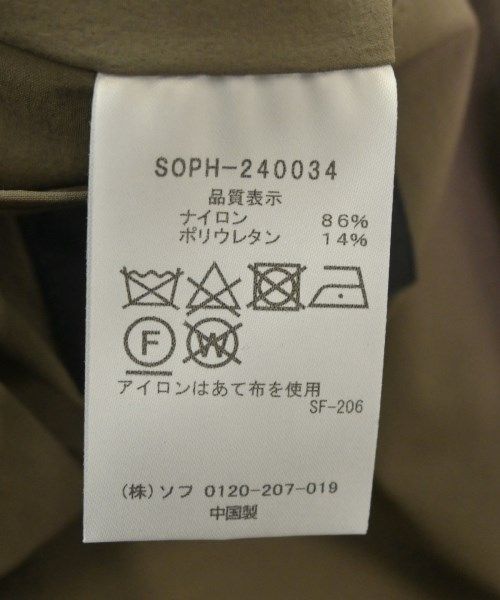 SOPH-240034
品質表示
ナイロン 86%
ポリウレタン 14%
F W
アイロンはあて布を使用
SF-206
(株)ソフ 0120-207-019
中国製